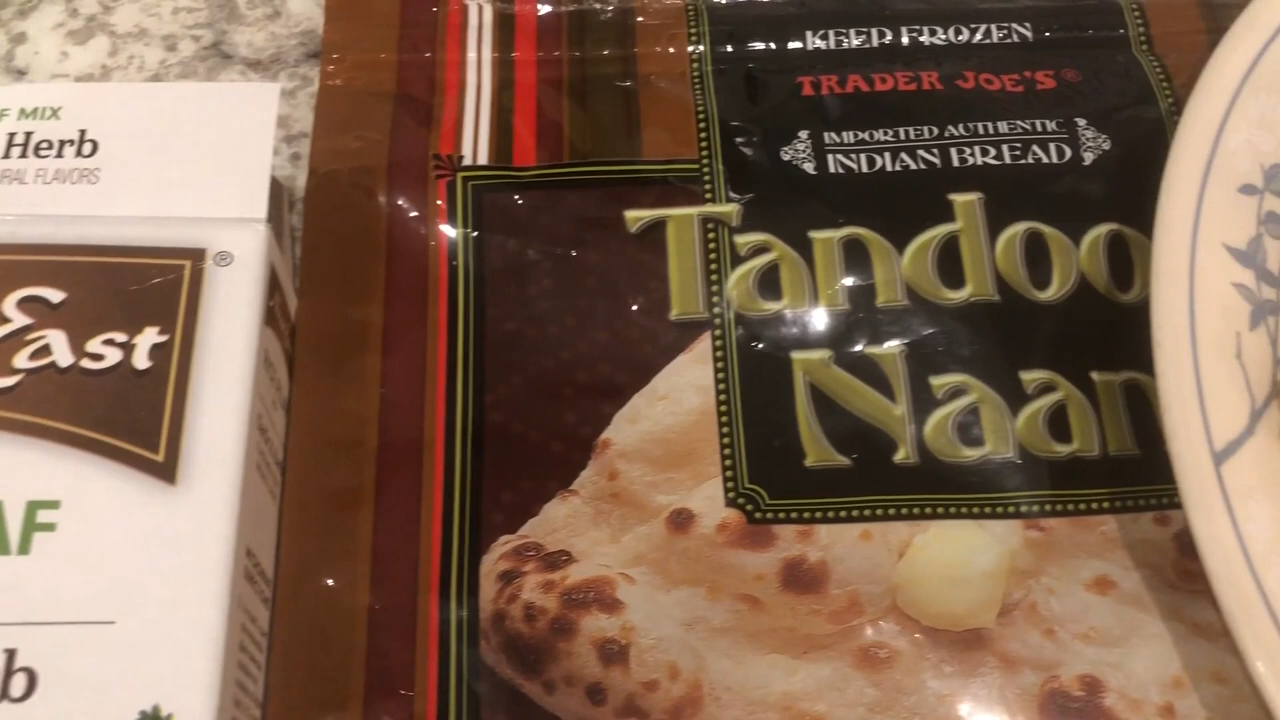 F MIX
Herb
RAL FLAVORS
®
East
AF
b
KEEP FROZEN
TRADER JOE'S®
IMPORTED AUTHENTIC
INDIAN BREAD
Tandoo
Naan